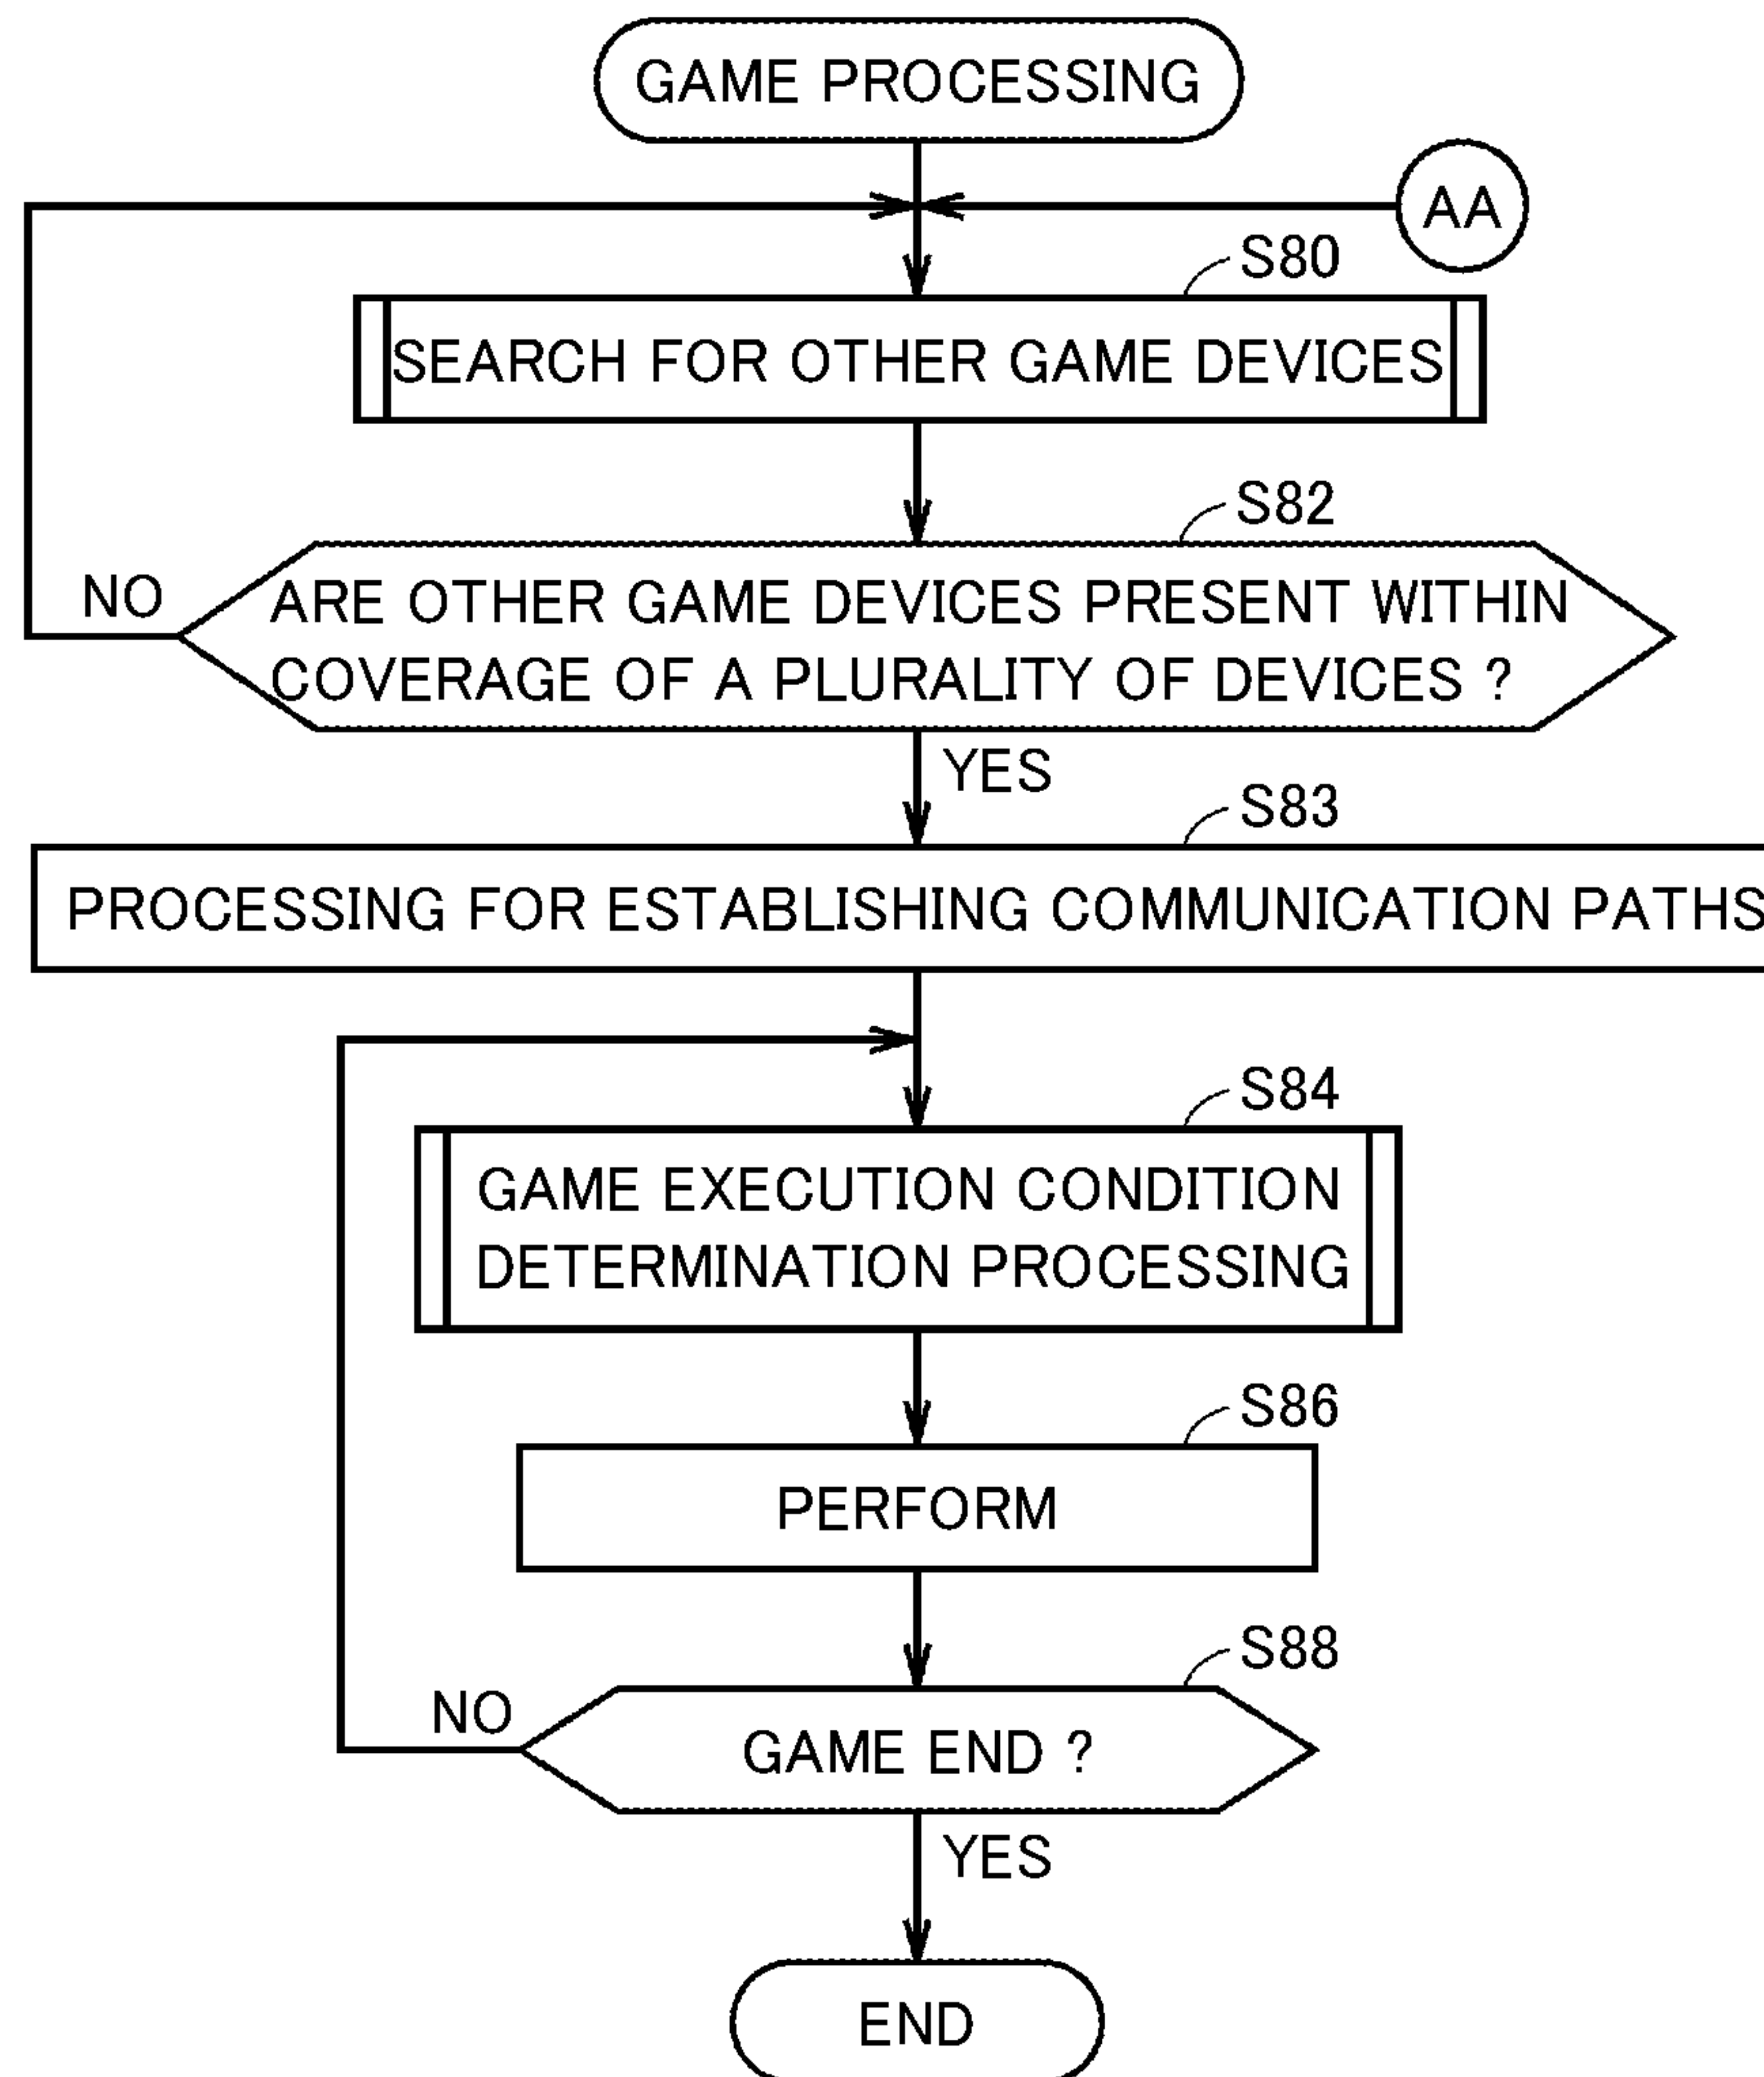 GAME PROCESSING
AA
S80
SEARCH FOR OTHER GAME DEVICES
S82
NO
ARE OTHER GAME DEVICES PRESENT WITHIN
COVERAGE OF A PLURALITY OF DEVICES ?
YES
S83
PROCESSING FOR ESTABLISHING COMMUNICATION PATHS
S84
GAME EXECUTION CONDITION
DETERMINATION PROCESSING
S86
PERFORM
S88
NO
GAME END ?
YES
END